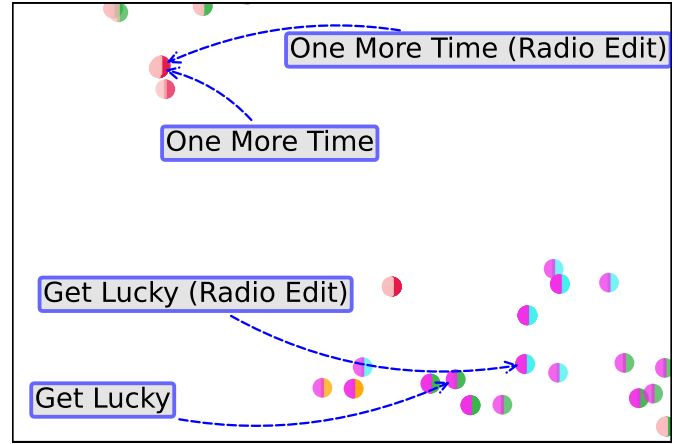 One More Time (Radio Edit)
One More Time
Get Lucky (Radio Edit)
Get Lucky